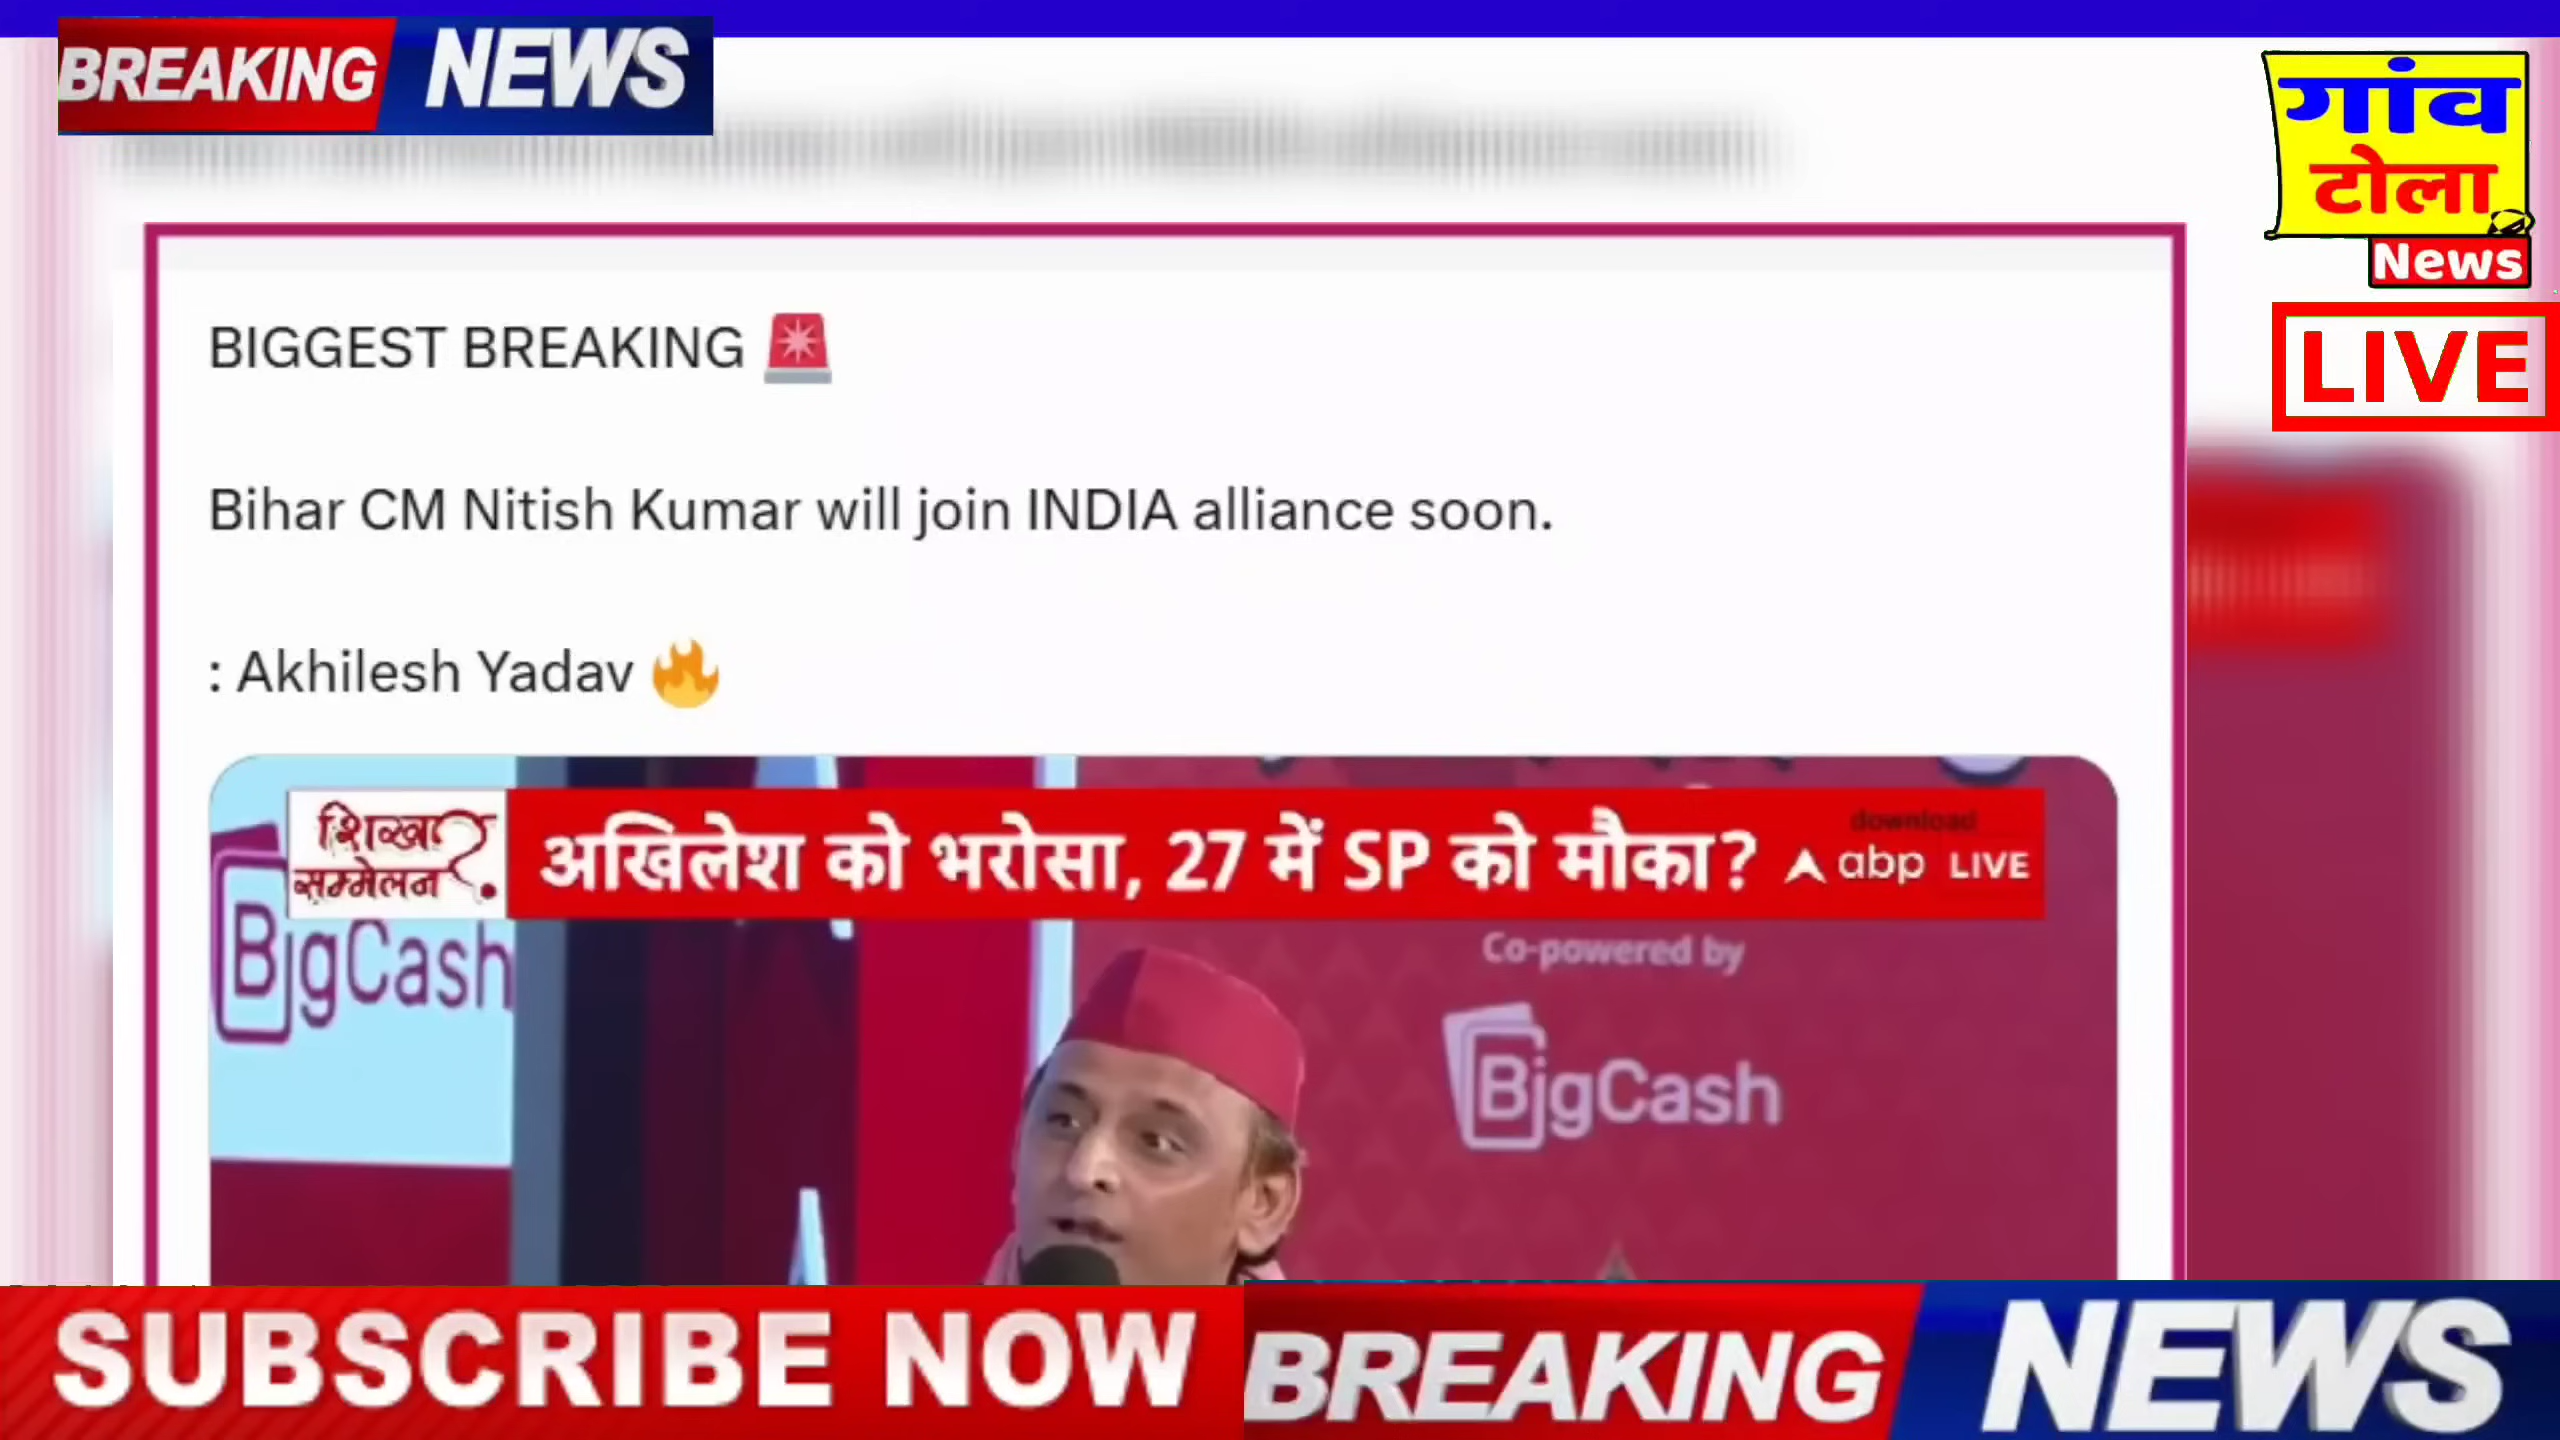 BREAKING NEWS
गांव
टोला
News
LIVE
BIGGEST BREAKING 🚨
Bihar CM Nitish Kumar will join INDIA alliance soon.
: Akhilesh Yadav 🔥
शिखर
सम्मेलन
अखिलेश को भरोसा, 27 में SP को मौका?
download
abp LIVE
BigCash
Co-powered by
BigCash
SUBSCRIBE NOW
BREAKING NEWS